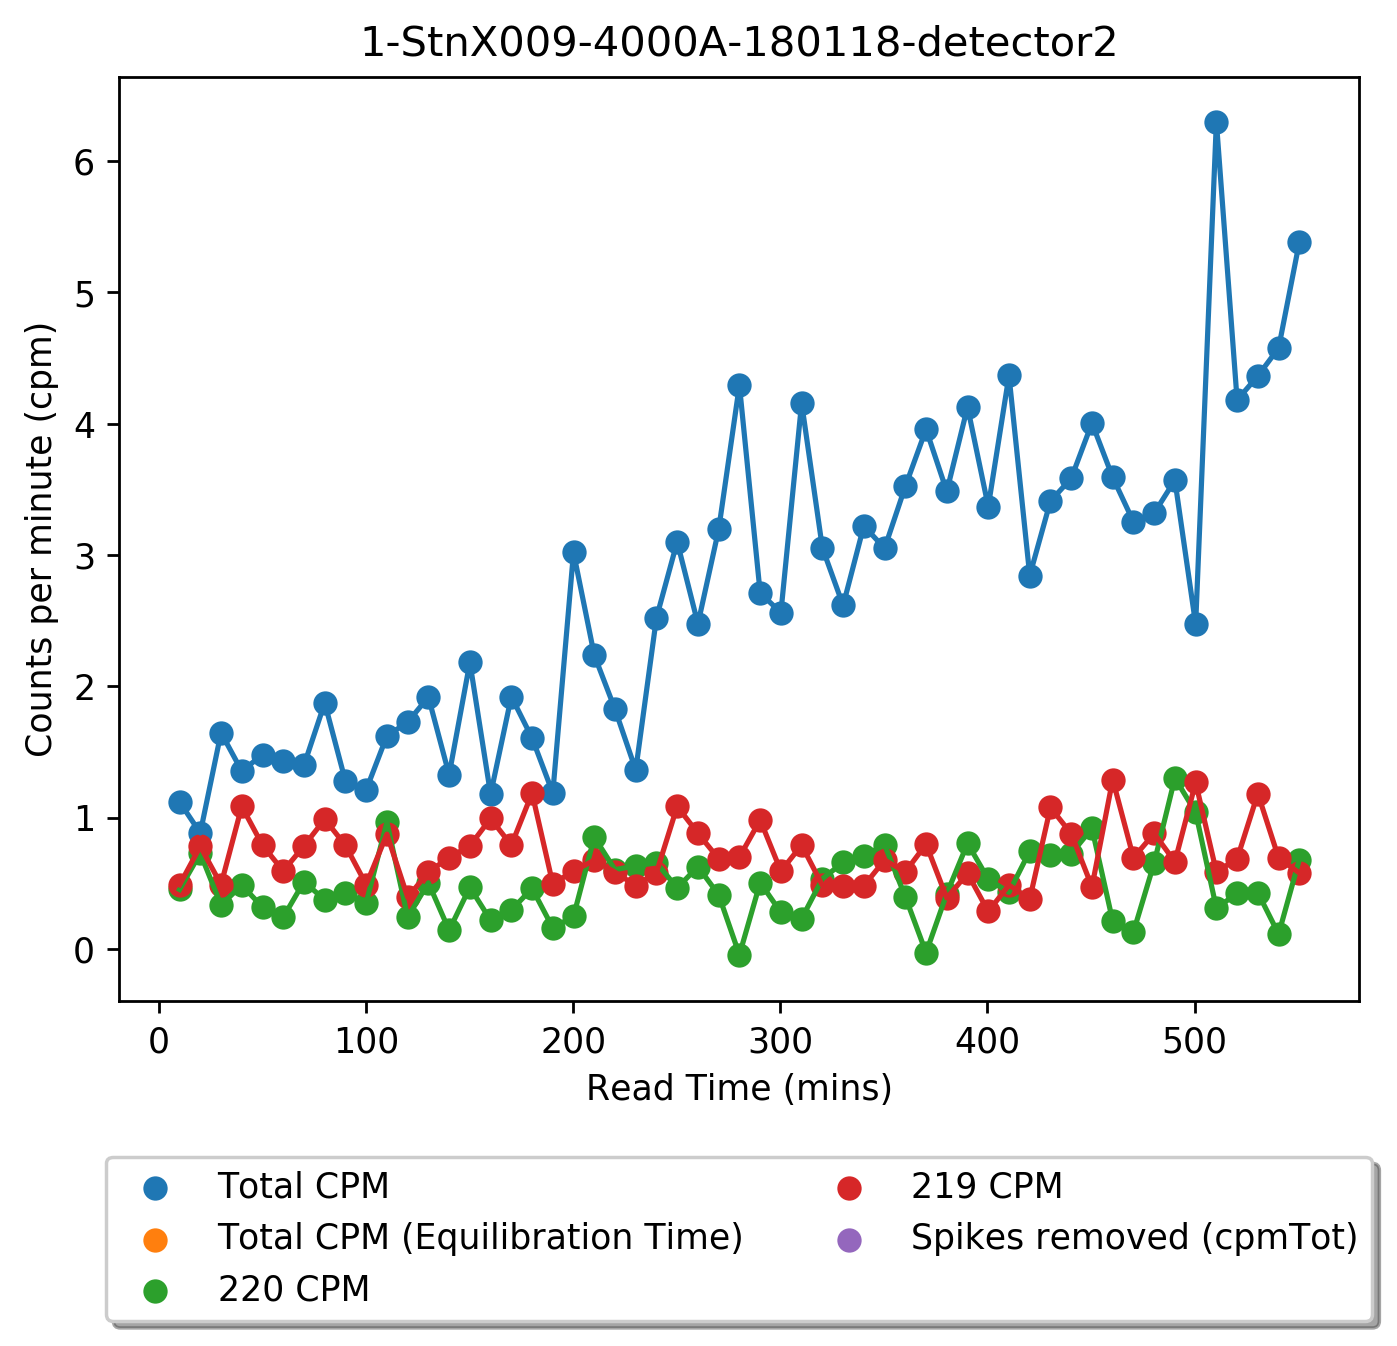 1-StnX009-4000A-180118-detector2
6
5
4
3
2
1
0
Counts per minute (cpm)
0 100 200 300 400 500
Read Time (mins)
Total CPM
Total CPM (Equilibration Time)
220 CPM
219 CPM
Spikes removed (cpmTot)